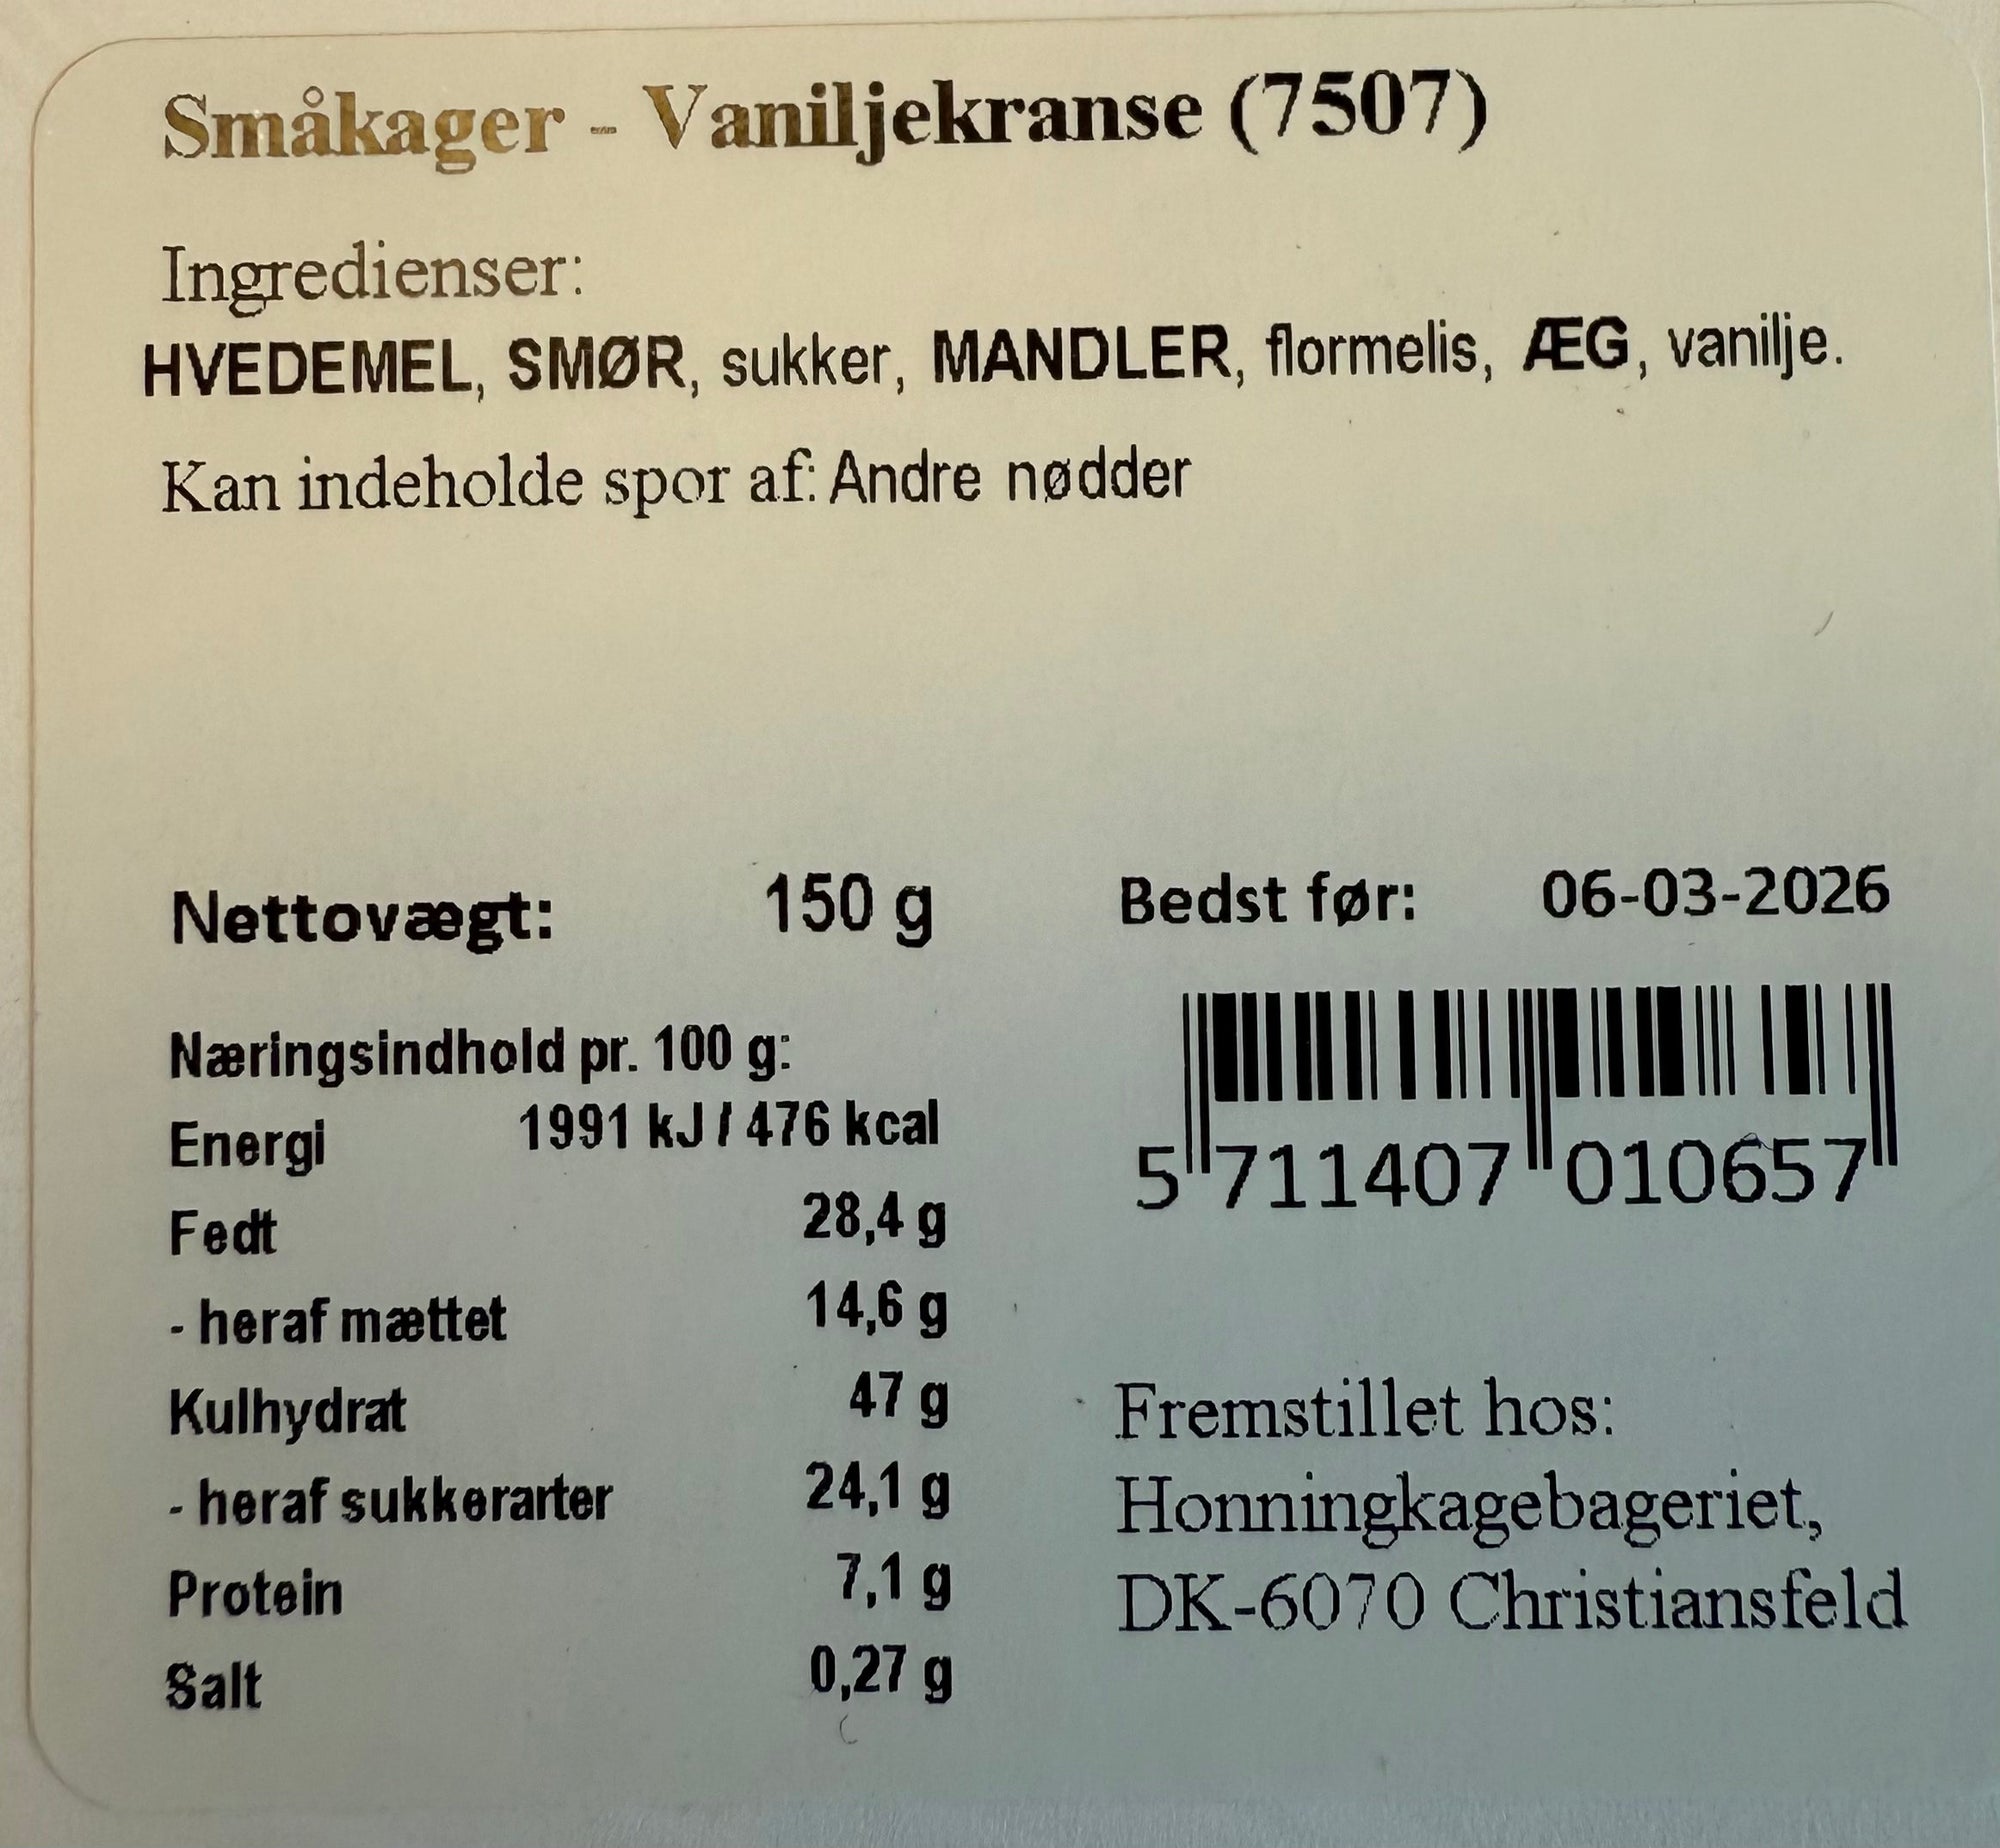 Småkager - Vaniljekranse (7507)
Ingredienser:
HVEDEMEL, SMØR, sukker, MANDLER, flormelis, ÆG, vanilje.
Kan indeholde spor af: Andre nødder
Nettovægt: 150 g
Næringsindhold pr. 100 g:
Energi 1991 kJ / 476 kcal
Fedt 28,4 g
- heraf mættet 14,6 g
Kulhydrat 47 g
- heraf sukkerarter 24,1 g
Protein 7,1 g
Salt 0,27 g
Bedst før: 06-03-2026
5 711407 010657
Fremstillet hos:
Honningkagebageriet,
DK-6070 Christiansfeld